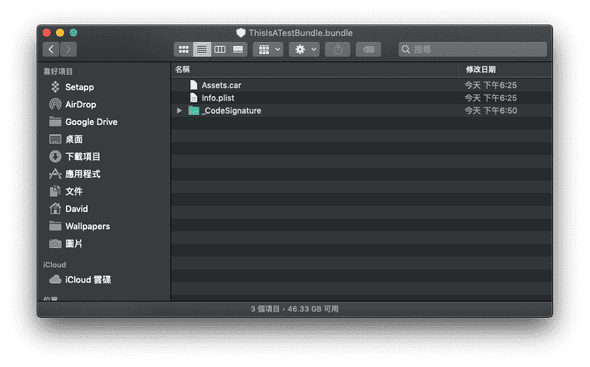 ThisIsATestBundle.bundle
搜尋
喜好項目
Setapp
AirDrop
Google Drive
桌面
下載項目
應用程式
文件
David
Wallpapers
圖片
iCloud
iCloud 雲碟
位置
名稱 修改日期
Assets.car 今天 下午6:25
Info.plist 今天 下午6:25
_CodeSignature 今天 下午6:50
3 個項目，46.33 GB 可用